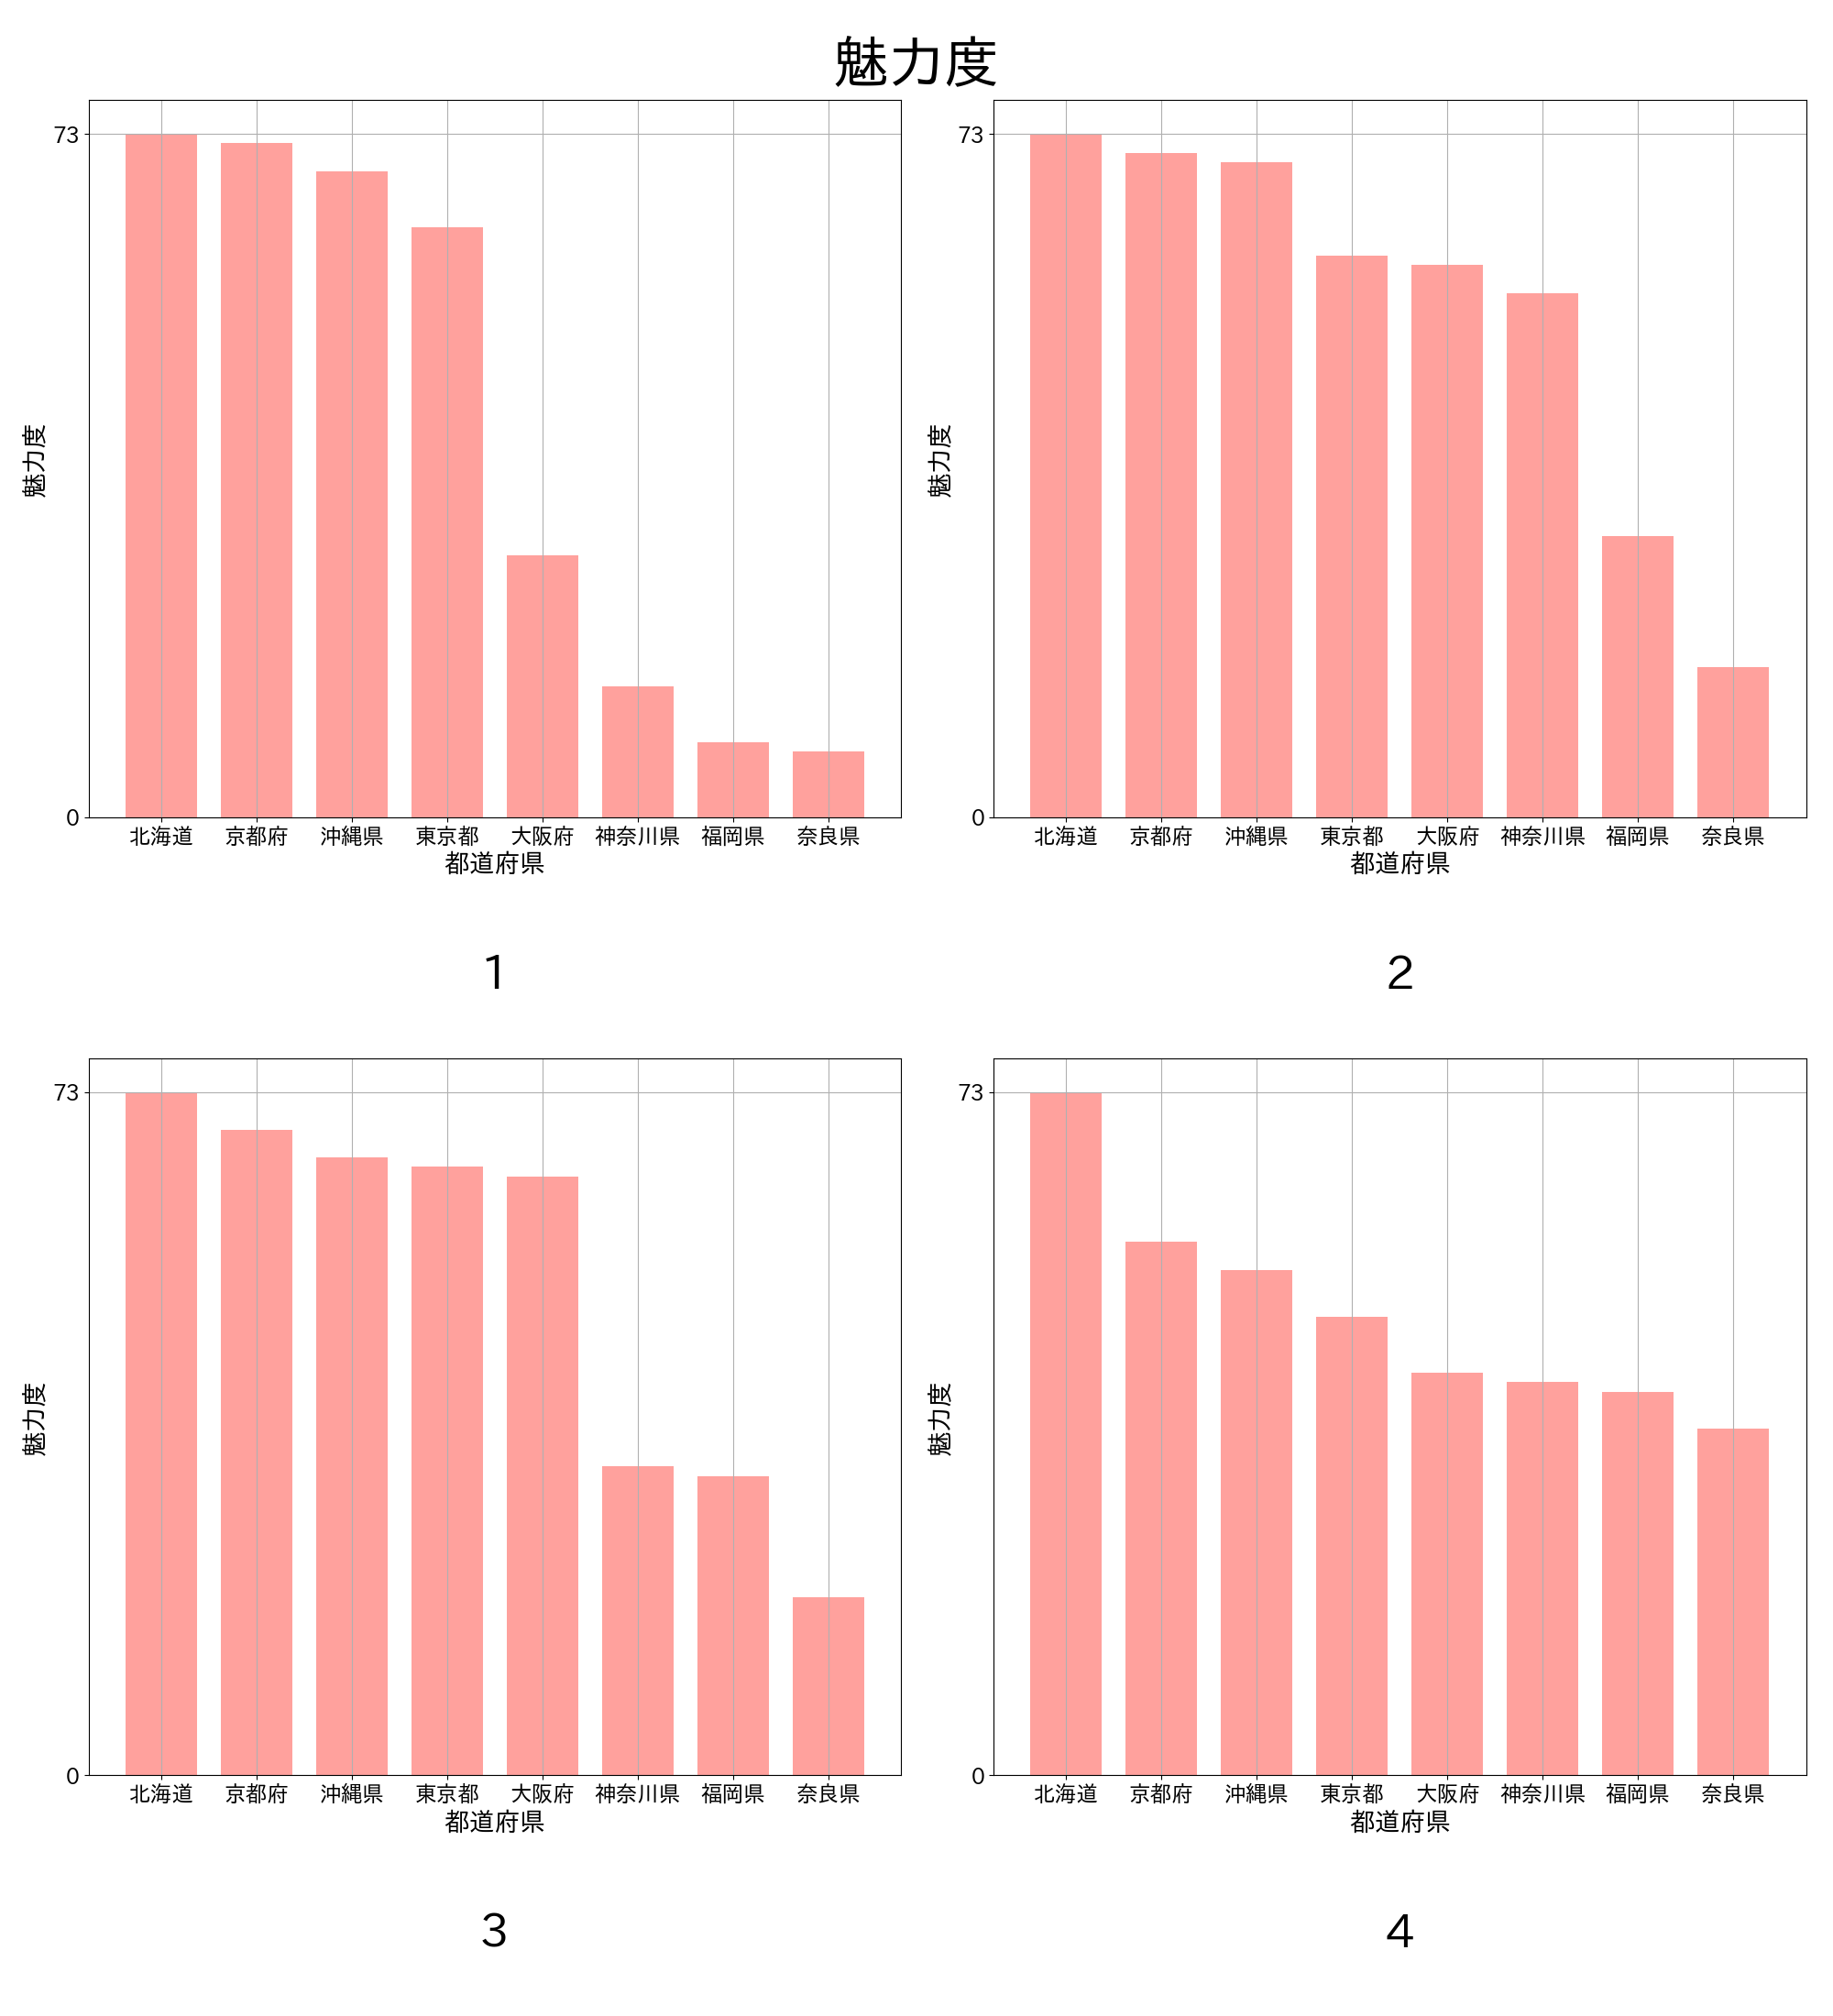 魅力度
73
0
魅力度
北海道 京都府 沖縄県 東京都 大阪府 神奈川県 福岡県 奈良県
都道府県
1
73
0
魅力度
北海道 京都府 沖縄県 東京都 大阪府 神奈川県 福岡県 奈良県
都道府県
2
73
0
魅力度
北海道 京都府 沖縄県 東京都 大阪府 神奈川県 福岡県 奈良県
都道府県
3
73
0
魅力度
北海道 京都府 沖縄県 東京都 大阪府 神奈川県 福岡県 奈良県
都道府県
4